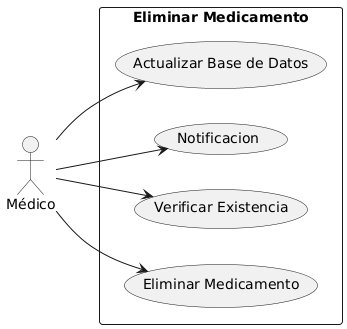 Eliminar Medicamento
Actualizar Base de Datos
Notificacion
Médico
Verificar Existencia
Eliminar Medicamento